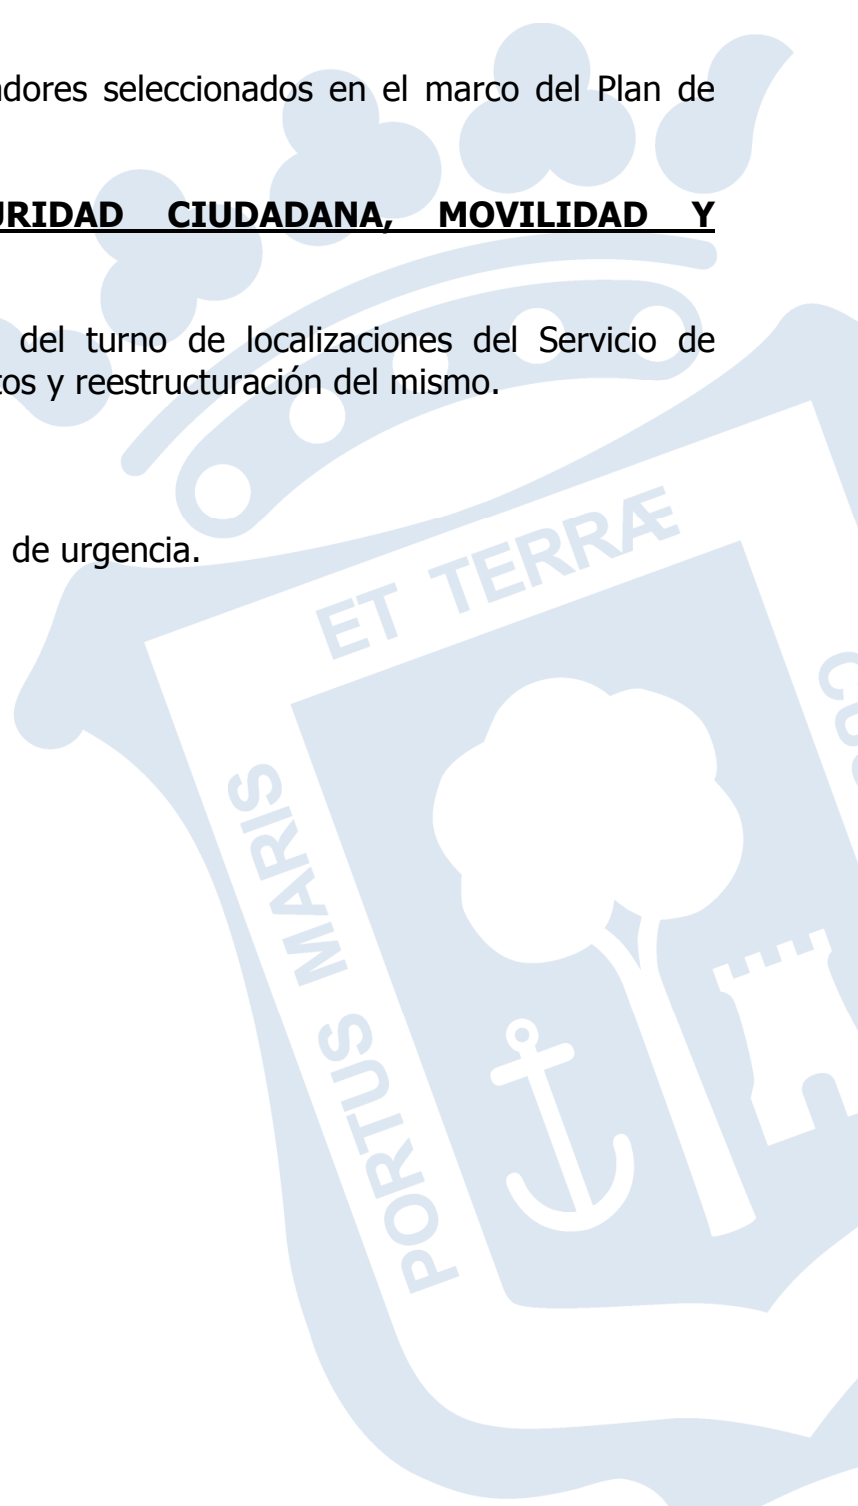 adores seleccionados en el marco del Plan de
URIDAD CIUDADANA, MOVILIDAD Y
del turno de localizaciones del Servicio de
tos y reestructuración del mismo.
de urgencia.
ET TERRÆ
PORTUS MARIS